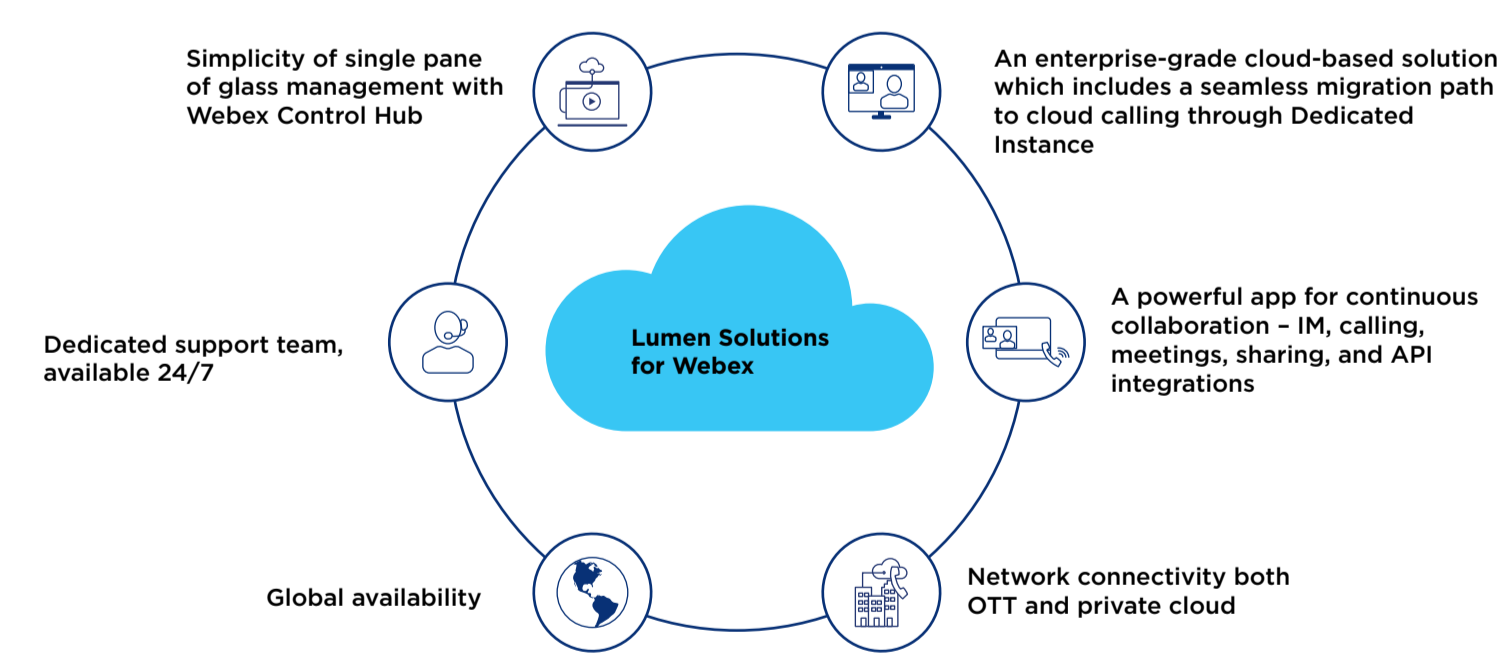 Simplicity of single pane
of glass management with
Webex Control Hub
An enterprise-grade cloud-based solution
which includes a seamless migration path
to cloud calling through Dedicated
Instance
A powerful app for continuous
collaboration – IM, calling,
meetings, sharing, and API
integrations
Lumen Solutions
for Webex
Dedicated support team,
available 24/7
Network connectivity both
OTT and private cloud
Global availability